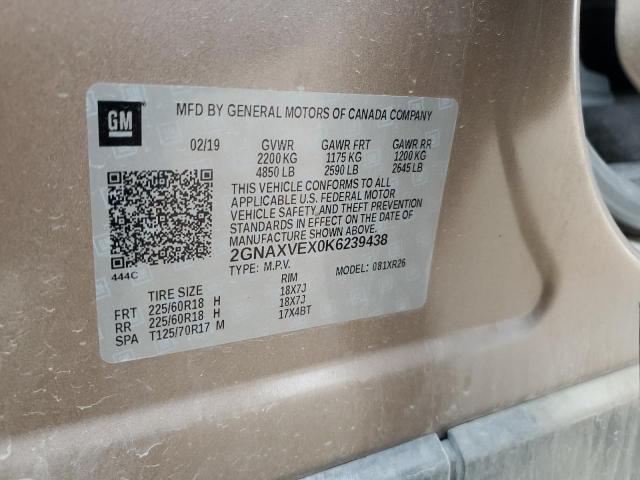 GM
MFD BY GENERAL MOTORS OF CANADA COMPANY
02/19 GVWR GAWR FRT GAWR RR
2200 KG 1175 KG 1200 KG
4850 LB 2590 LB 2645 LB
THIS VEHICLE CONFORMS TO ALL
APPLICABLE U.S. FEDERAL MOTOR
VEHICLE SAFETY AND THEFT PREVENTION
STANDARDS IN EFFECT ON THE DATE OF
MANUFACTURE SHOWN ABOVE.
2GNAXVEX0K6239438
444C TYPE: M.P.V. MODEL: 081XR26
TIRE SIZE RIM
FRT 225/60R18 H 18X7J
RR 225/60R18 H 18X7J
SPA T125/70R17 M 17X4BT